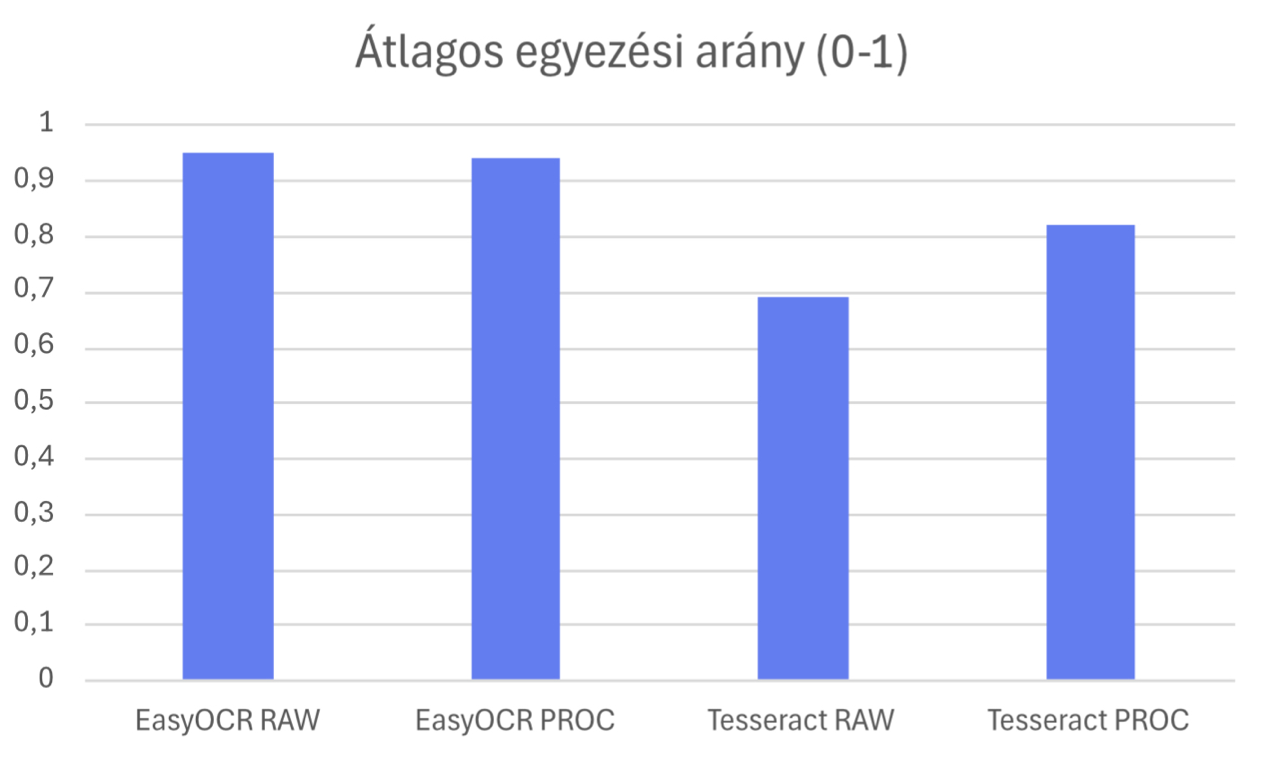 Átlagos egyezési arány (0-1)
1
0,9
0,8
0,7
0,6
0,5
0,4
0,3
0,2
0,1
0
EasyOCR RAW
EasyOCR PROC
Tesseract RAW
Tesseract PROC